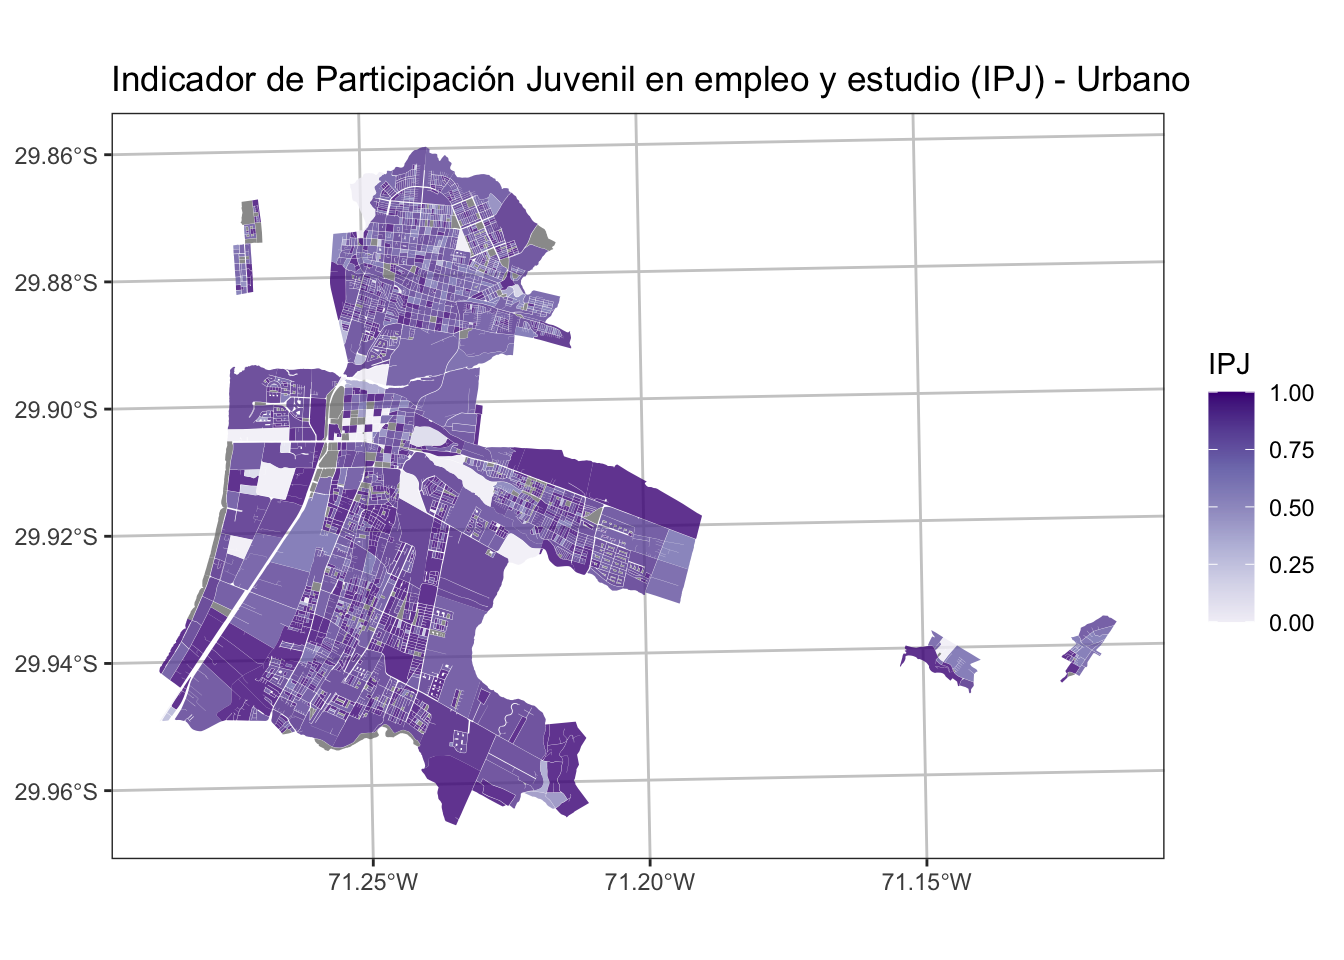 Indicador de Participación Juvenil en empleo y estudio (IPJ) - Urbano
29.86°S
29.88°S
29.90°S
29.92°S
29.94°S
29.96°S
71.25°W
71.20°W
71.15°W
IPJ
1.00
0.75
0.50
0.25
0.00